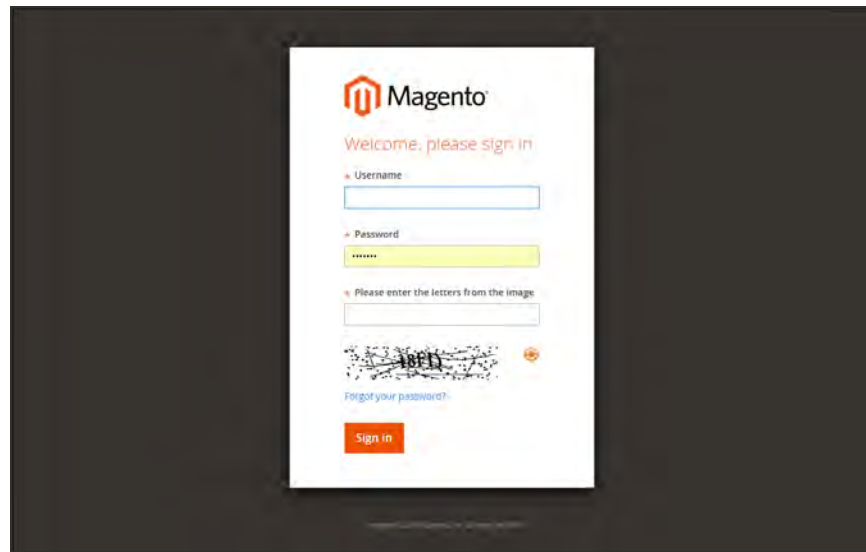 Magento
Welcome, please sign in
* Username
* Password
•••••••
* Please enter the letters from the image
Forgot your password?
Sign in